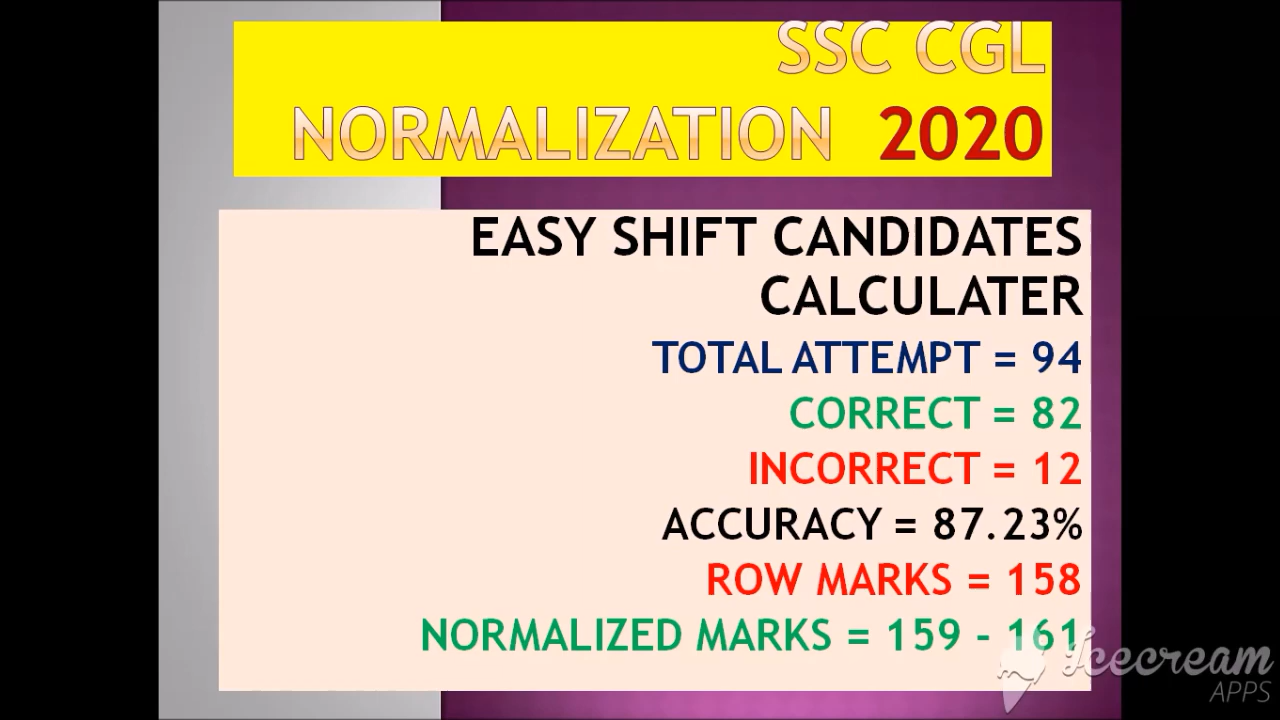 SSC CGL
NORMALIZATION 2020
EASY SHIFT CANDIDATES
CALCULATER
TOTAL ATTEMPT = 94
CORRECT = 82
INCORRECT = 12
ACCURACY = 87.23%
ROW MARKS = 158
NORMALIZED MARKS = 159 - 161
Icecream
APPS